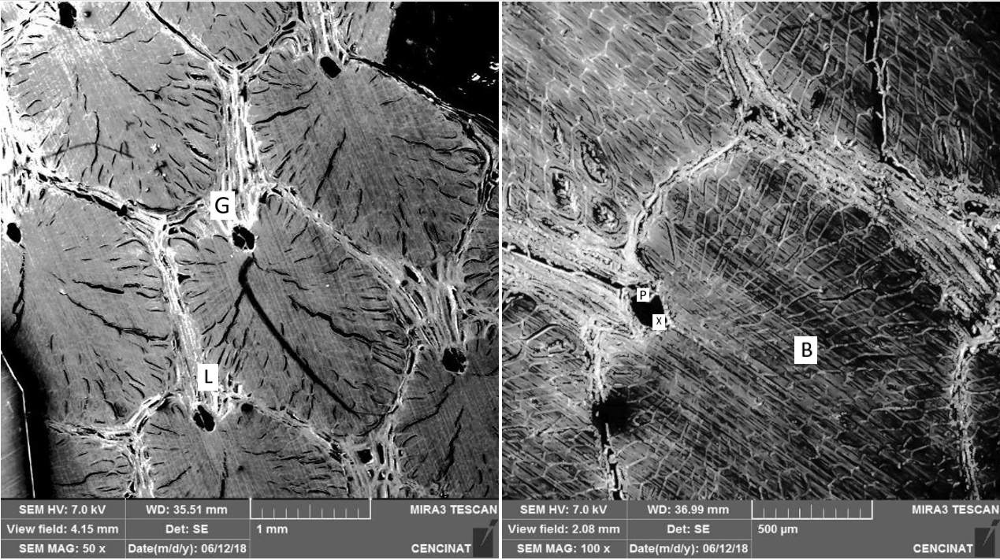 G
L
SEM HV: 7.0 kV WD: 35.51 mm MIRA3 TESCAN
View field: 4.15 mm Det: SE 1 mm
SEM MAG: 50 x Date(m/d/y): 06/12/18 CENCINAT
P
X
B
SEM HV: 7.0 kV WD: 36.99 mm MIRA3 TESCAN
View field: 2.08 mm Det: SE 500 µm
SEM MAG: 100 x Date(m/d/y): 06/12/18 CENCINAT